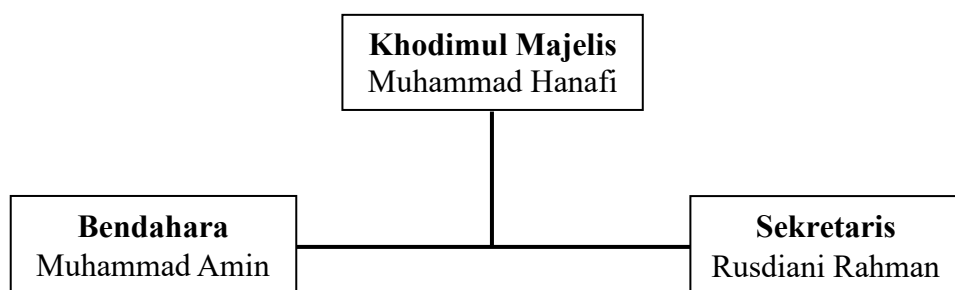 Khodimul Majelis
Muhammad Hanafi
Bendahara
Muhammad Amin
Sekretaris
Rusdiani Rahman